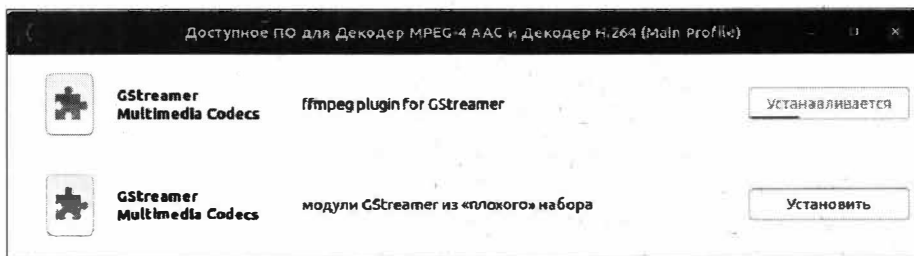 Доступное ПО для Декодер MPEG-4 AAC и Декодер H.264 (Main Profile)
GStreamer
Multimedia Codecs
ffmpeg plugin for GStreamer
Устанавливается
GStreamer
Multimedia Codecs
модули GStreamer из «плохого» набора
Установить